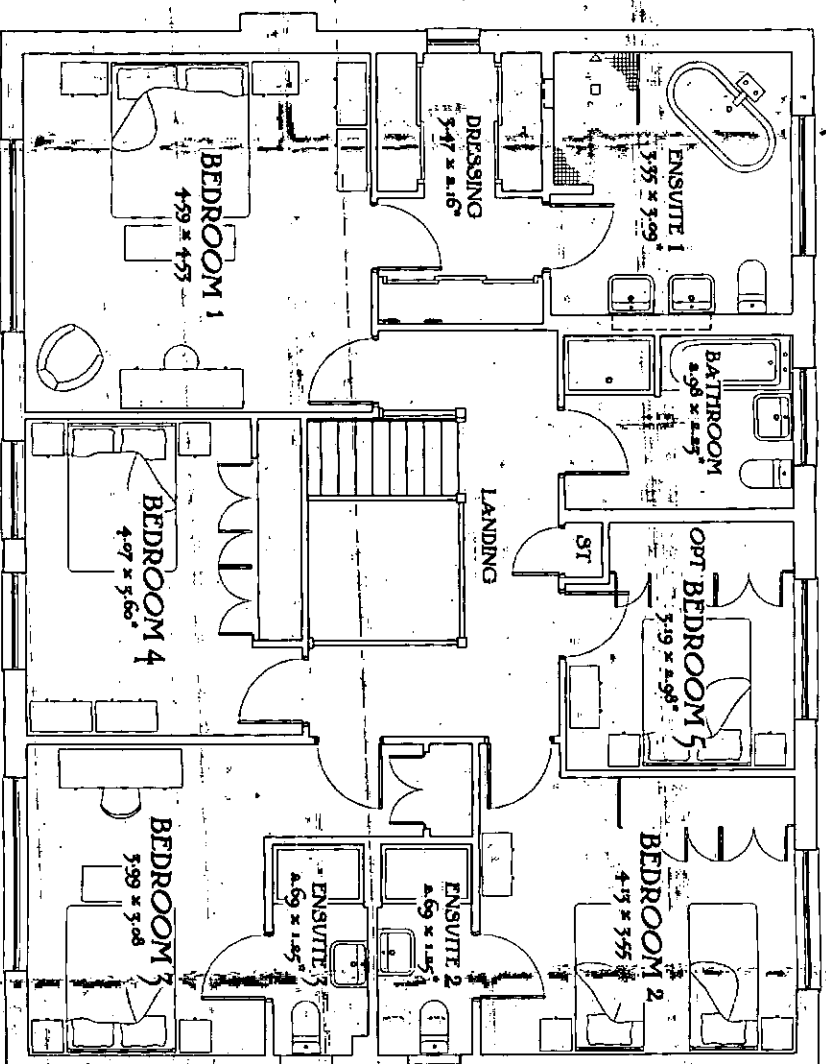 DRESSING
3·47 x 2·16*
ENSUITE 1
3·35 x 3·09*
BEDROOM 1
4·59 x 4·53
BATHROOM
2·98 x 2·25*
LANDING
ST
OPT BEDROOM 5
3·19 x 2·98*
BEDROOM 4
4·07 x 3·60*
BEDROOM 2
4·13 x 3·55
ENSUITE 2
2·69 x 1·25*
ENSUITE 3
2·69 x 1·25*
BEDROOM 3
3·99 x 3·08